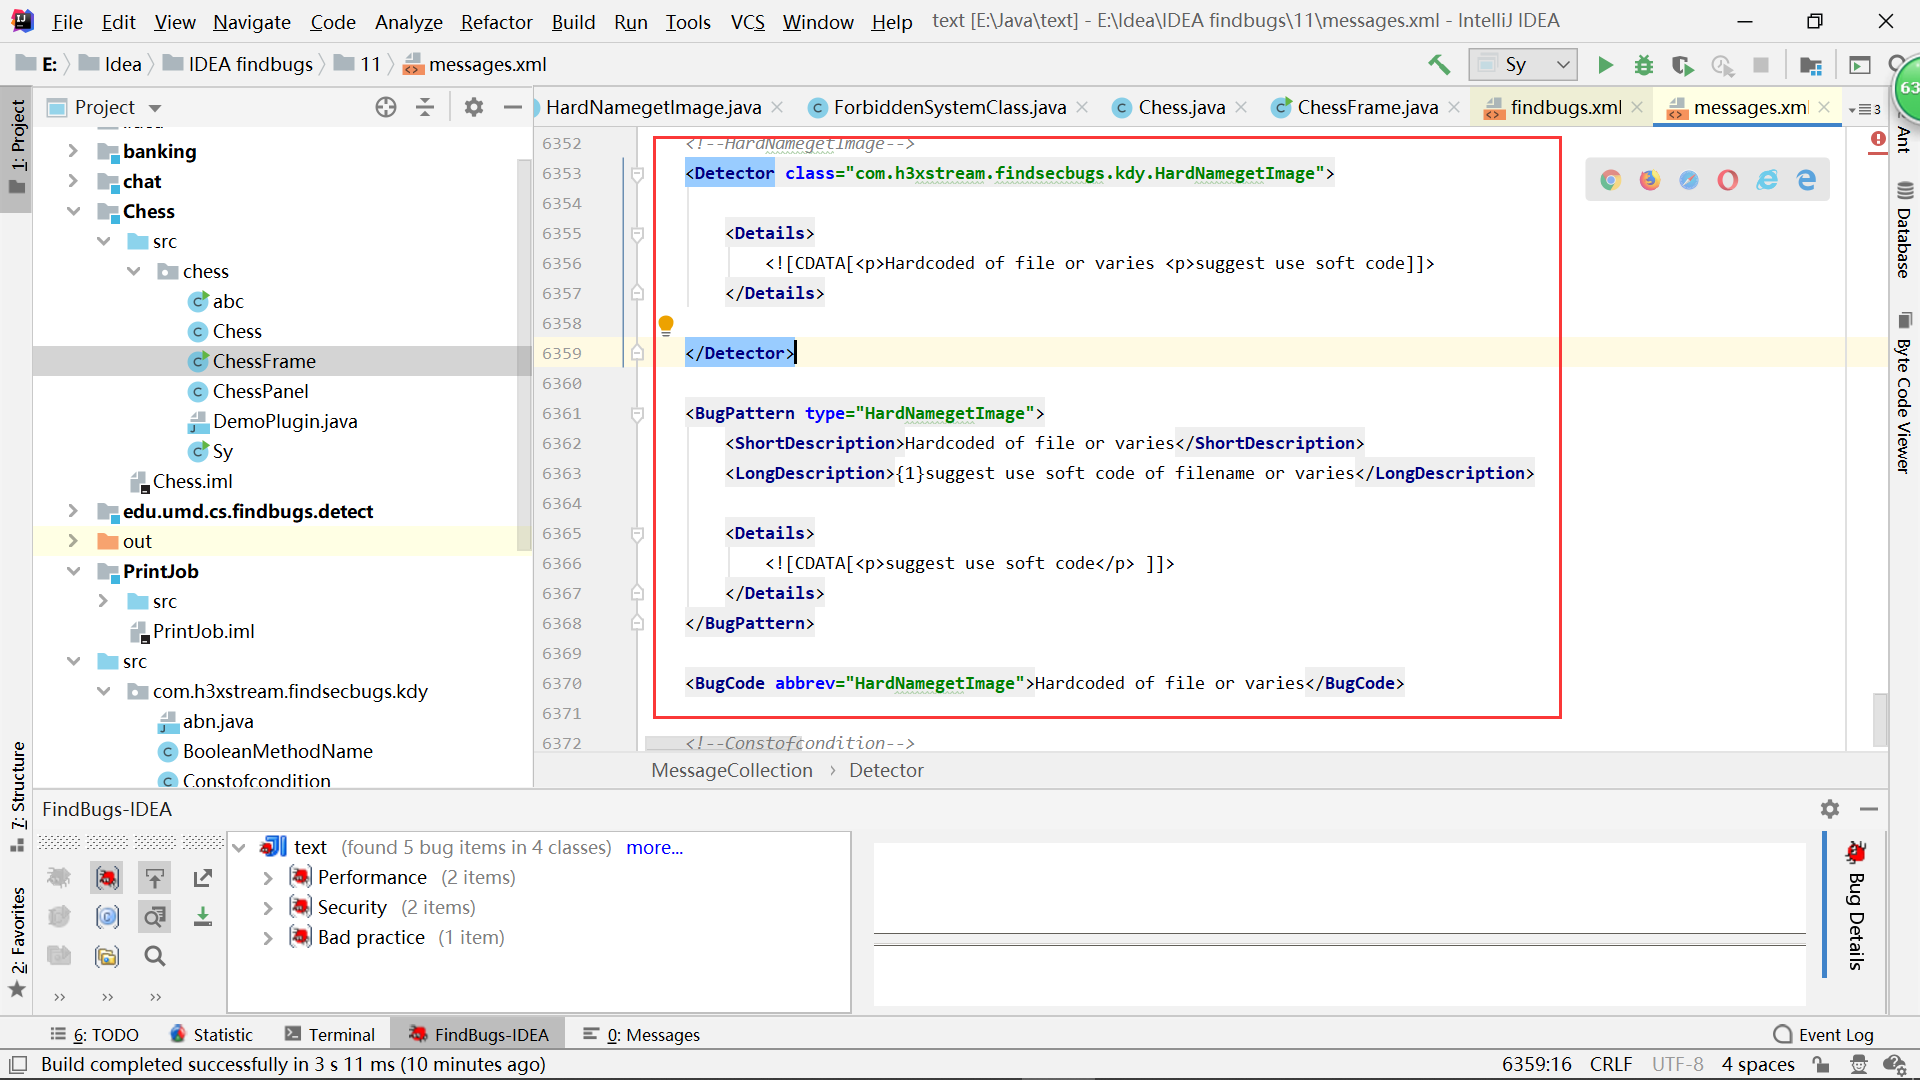 File Edit View Navigate Code Analyze Refactor Build Run Tools VCS Window Help text [E:\Java\text] - E:\Idea\IDEA findbugs\11\messages.xml - IntelliJ IDEA
E: Idea IDEA findbugs 11 messages.xml
Sy
63
Project
HardNamegetImage.java ForbiddenSystemClass.java Chess.java ChessFrame.java findbugs.xml messages.xml
3
1: Project
banking
chat
Chess
src
chess
abc
Chess
ChessFrame
ChessPanel
DemoPlugin.java
Sy
Chess.iml
edu.umd.cs.findbugs.detect
out
PrintJob
src
PrintJob.iml
src
com.h3xstream.findsecbugs.kdy
abn.java
BooleanMethodName
Constofcondition
6352 <!--HardNamegetImage-->
6353 <Detector class="com.h3xstream.findsecbugs.kdy.HardNamegetImage">
6354
6355 <Details>
6356 <![CDATA[<p>Hardcoded of file or varies <p>suggest use soft code]]>
6357 </Details>
6358
6359 </Detector>
6360
6361 <BugPattern type="HardNamegetImage">
6362 <ShortDescription>Hardcoded of file or varies</ShortDescription>
6363 <LongDescription>{1}suggest use soft code of filename or varies</LongDescription>
6364
6365 <Details>
6366 <![CDATA[<p>suggest use soft code</p> ]]>
6367 </Details>
6368 </BugPattern>
6369
6370 <BugCode abbrev="HardNamegetImage">Hardcoded of file or varies</BugCode>
6371
6372 <!--Constofcondition-->
MessageCollection › Detector
Ant
Database
Byte Code Viewer
7: Structure
2: Favorites
FindBugs-IDEA
text (found 5 bug items in 4 classes) more...
Performance (2 items)
Security (2 items)
Bad practice (1 item)
Bug Details
6: TODO Statistic Terminal FindBugs-IDEA 0: Messages Event Log
Build completed successfully in 3 s 11 ms (10 minutes ago) 6359:16 CRLF UTF-8 4 spaces